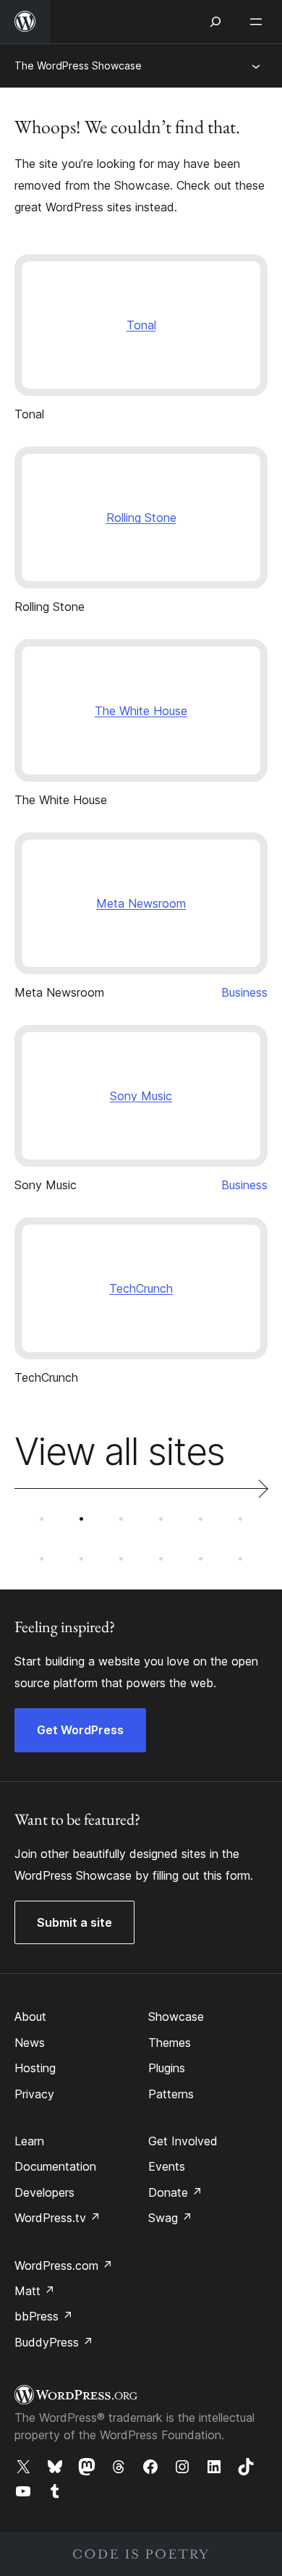 The WordPress Showcase
Whoops! We couldn’t find that.
The site you’re looking for may have been
removed from the Showcase. Check out these
great WordPress sites instead.
Tonal
Tonal
Rolling Stone
Rolling Stone
The White House
The White House
Meta Newsroom
Meta Newsroom Business
Sony Music
Sony Music Business
TechCrunch
TechCrunch
View all sites
Feeling inspired?
Start building a website you love on the open
source platform that powers the web.
Get WordPress
Want to be featured?
Join other beautifully designed sites in the
WordPress Showcase by filling out this form.
Submit a site
About
News
Hosting
Privacy
Showcase
Themes
Plugins
Patterns
Learn
Documentation
Developers
WordPress.tv ↗
Get Involved
Events
Donate ↗
Swag ↗
WordPress.com ↗
Matt ↗
bbPress ↗
BuddyPress ↗
WordPress.org
The WordPress® trademark is the intellectual
property of the WordPress Foundation.
CODE IS POETRY